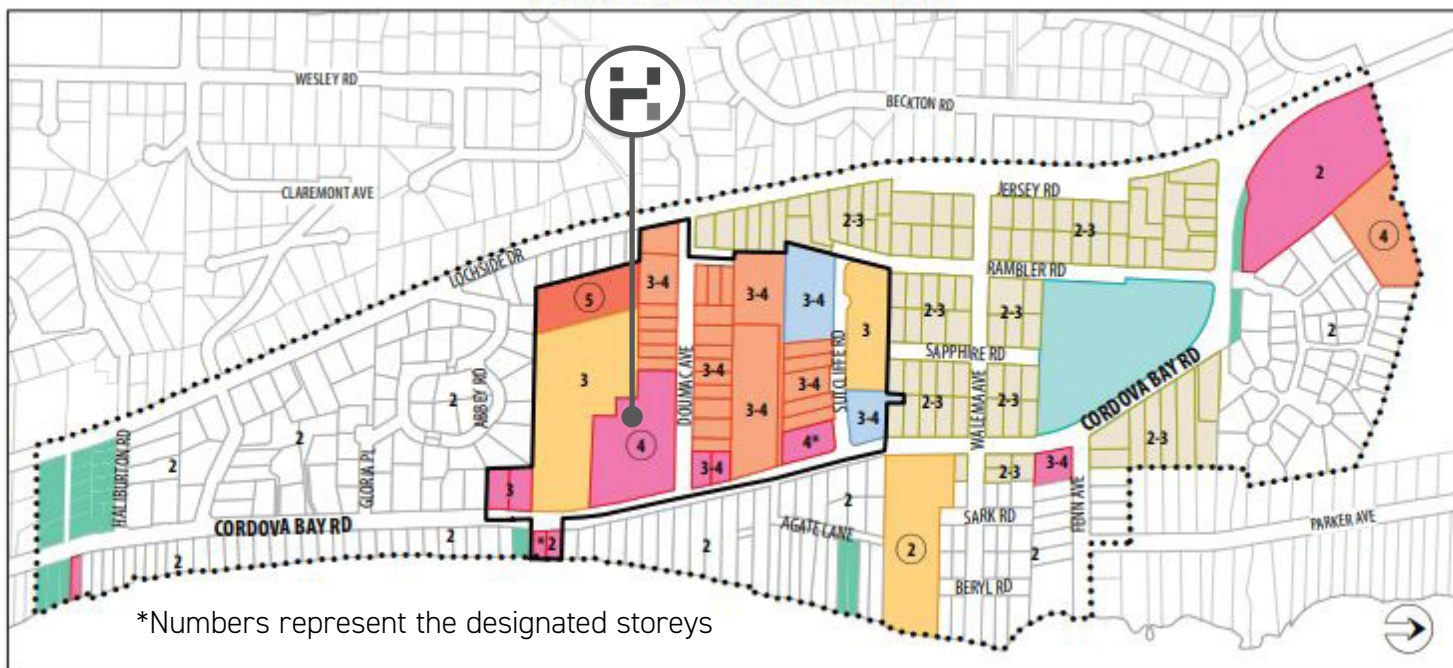 WESLEY RD
BECKTON RD
CLAREMONT AVE
JERSEY RD
2
2-3
2-3
4
LOCHSIDE DR
RAMBLER RD
5
3-4
3-4
3-4
3
2-3
2-3
2
SAPPHIRE RD
CORDOVA BAY RD
ABBEY RD
2
3
DOUMAC AVE
3-4
3-4
3-4
SUTCLIFFE RD
3-4
2-3
WALEMA AVE
2-3
2-3
HALIBURTON RD
2
2
GLORIA PL
4
4*
3
3-4
2-3
3-4
CORDOVA BAY RD
2
2
*2
2
2
AGATE LANE
2
SARK RD
2
FENN AVE
PARKER AVE
BERYL RD
*Numbers represent the designated storeys